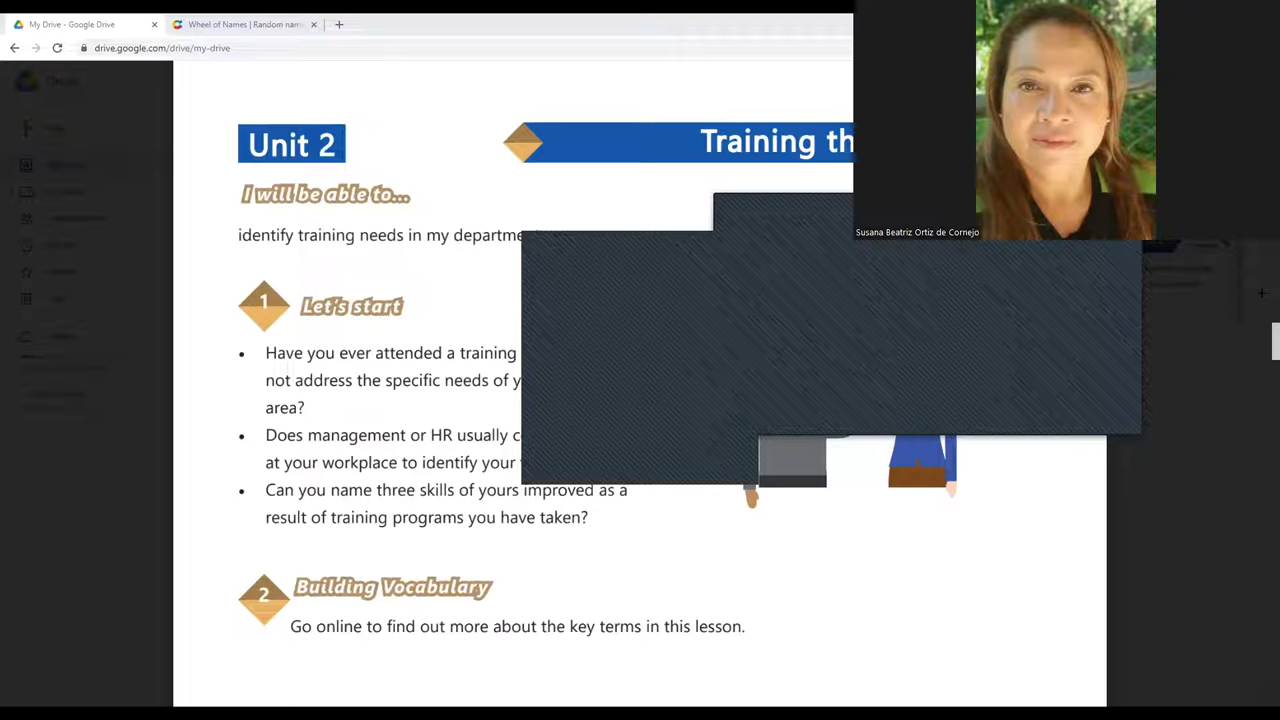 My Drive - Google Drive
Wheel of Names | Random nam
drive.google.com/drive/my-drive
Unit 2
Training th
Susana Beatriz Ortiz de Cornejo
I will be able to...
identify training needs in my departme
1
Let's start
• Have you ever attended a training
not address the specific needs of y
area?
• Does management or HR usually c
at your workplace to identify your
• Can you name three skills of yours improved as a
result of training programs you have taken?
2
Building Vocabulary
Go online to find out more about the key terms in this lesson.